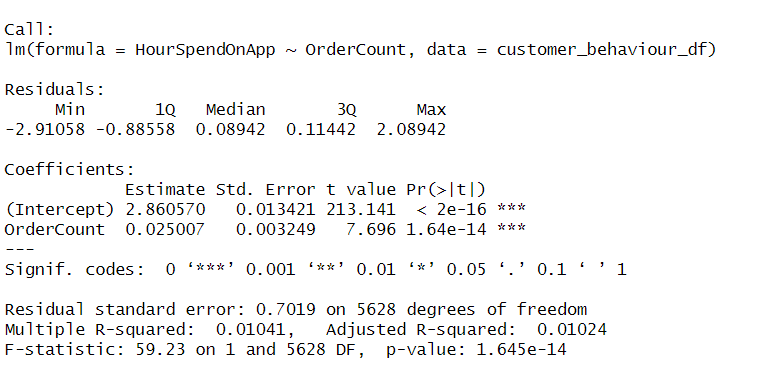 Call:
lm(formula = HourSpendOnApp ~ OrderCount, data = customer_behaviour_df)
Residuals:
     Min       1Q   Median       3Q      Max
-2.91058 -0.88558  0.08942  0.11442  2.08942
Coefficients:
            Estimate Std. Error t value Pr(>|t|)
(Intercept) 2.860570   0.013421 213.141  < 2e-16 ***
OrderCount  0.025007   0.003249   7.696 1.64e-14 ***
---
Signif. codes:  0 ‘***’ 0.001 ‘**’ 0.01 ‘*’ 0.05 ‘.’ 0.1 ‘ ’ 1
Residual standard error: 0.7019 on 5628 degrees of freedom
Multiple R-squared:  0.01041,   Adjusted R-squared:  0.01024
F-statistic: 59.23 on 1 and 5628 DF,  p-value: 1.645e-14